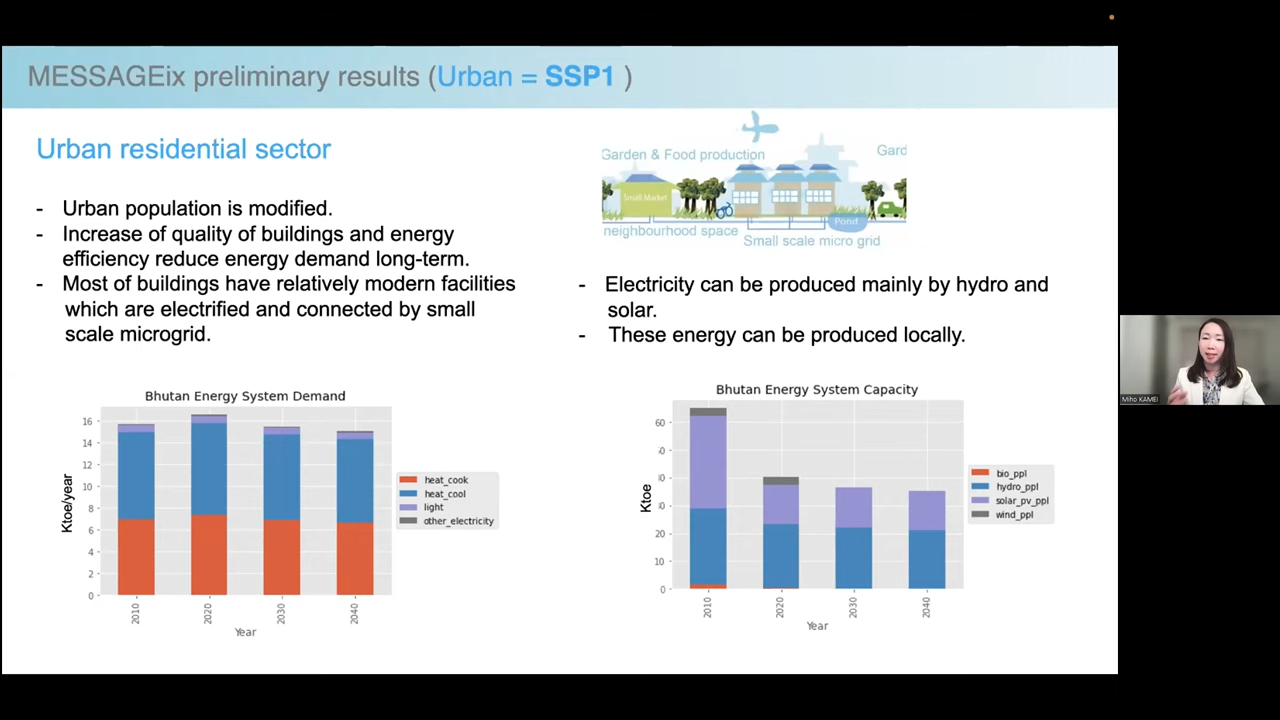 MESSAGEix preliminary results (Urban = SSP1 )
Urban residential sector
- Urban population is modified.
- Increase of quality of buildings and energy
efficiency reduce energy demand long-term.
- Most of buildings have relatively modern facilities
which are electrified and connected by small
scale microgrid.
Garden & Food production
Gard
Small Market
Pond
neighbourhood space
Small scale micro grid
- Electricity can be produced mainly by hydro and
solar.
- These energy can be produced locally.
Miho KAMEI
Bhutan Energy System Demand
Ktoe/year
16
14
12
10
8
6
4
2
0
2010
2020
2030
2040
Year
heat_cook
heat_cool
light
other_electricity
Bhutan Energy System Capacity
Ktoe
60
20
10
0
2010
2020
2030
2040
Year
bio_ppl
hydro_ppl
solar_pv_ppl
wind_ppl